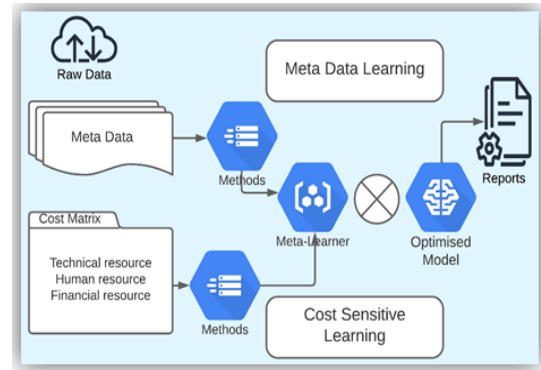 Raw Data
Meta Data Learning
Meta Data
Methods
Reports
Cost Matrix
Meta-Learner
Optimised
Model
Technical resource
Human resource
Financial resource
Methods
Cost Sensitive
Learning